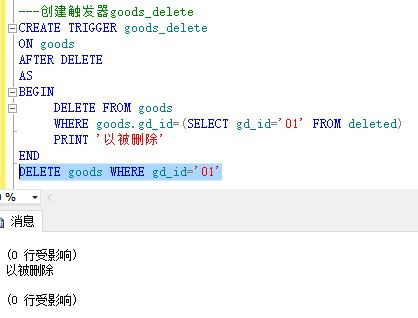 ---创建触发器goods_delete
CREATE TRIGGER goods_delete
ON goods
AFTER DELETE
AS
BEGIN
DELETE FROM goods
WHERE goods.gd_id=(SELECT gd_id='01' FROM deleted)
PRINT '以被删除'
END
DELETE goods WHERE gd_id='01'
0 %
消息
(0 行受影响)
以被删除
(0 行受影响)